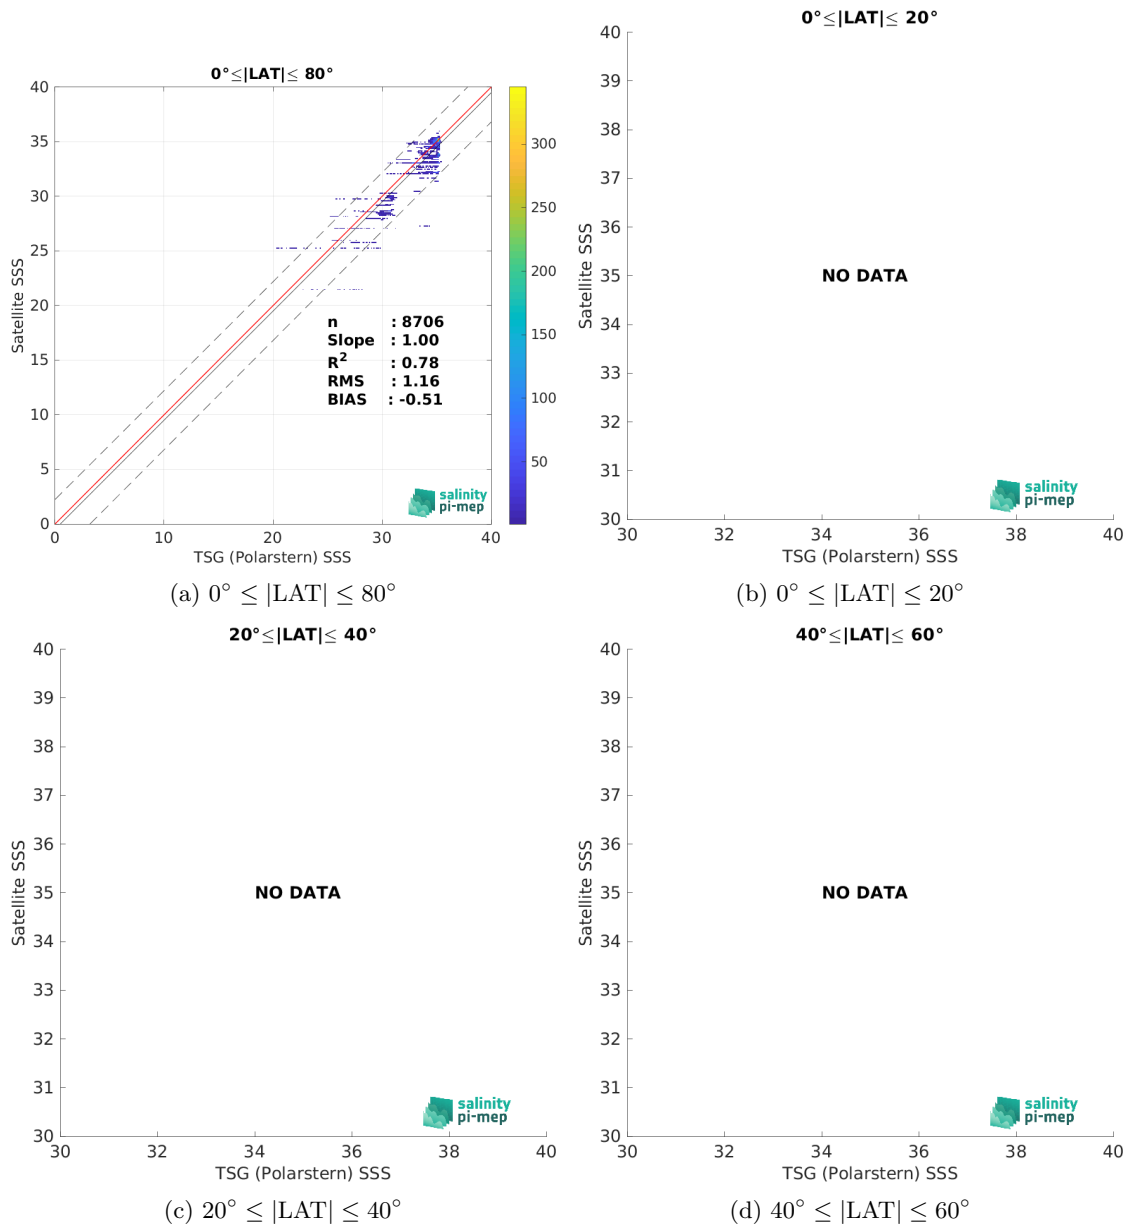 0°≤|LAT|≤ 80°
40
35
30
25
20
15
10
5
0
Satellite SSS
0
10
20
30
40
TSG (Polarstern) SSS
300
250
200
150
100
50
n : 8706
Slope : 1.00
R² : 0.78
RMS : 1.16
BIAS : -0.51
salinity
pi-mep
(a) 0° ≤ |LAT| ≤ 80°
0°≤|LAT|≤ 20°
40
39
38
37
36
35
34
33
32
31
30
Satellite SSS
NO DATA
30
32
34
36
38
40
TSG (Polarstern) SSS
salinity
pi-mep
(b) 0° ≤ |LAT| ≤ 20°
20°≤|LAT|≤ 40°
40
39
38
37
36
35
34
33
32
31
30
Satellite SSS
NO DATA
30
32
34
36
38
40
TSG (Polarstern) SSS
salinity
pi-mep
(c) 20° ≤ |LAT| ≤ 40°
40°≤|LAT|≤ 60°
40
39
38
37
36
35
34
33
32
31
30
Satellite SSS
NO DATA
30
32
34
36
38
40
TSG (Polarstern) SSS
salinity
pi-mep
(d) 40° ≤ |LAT| ≤ 60°